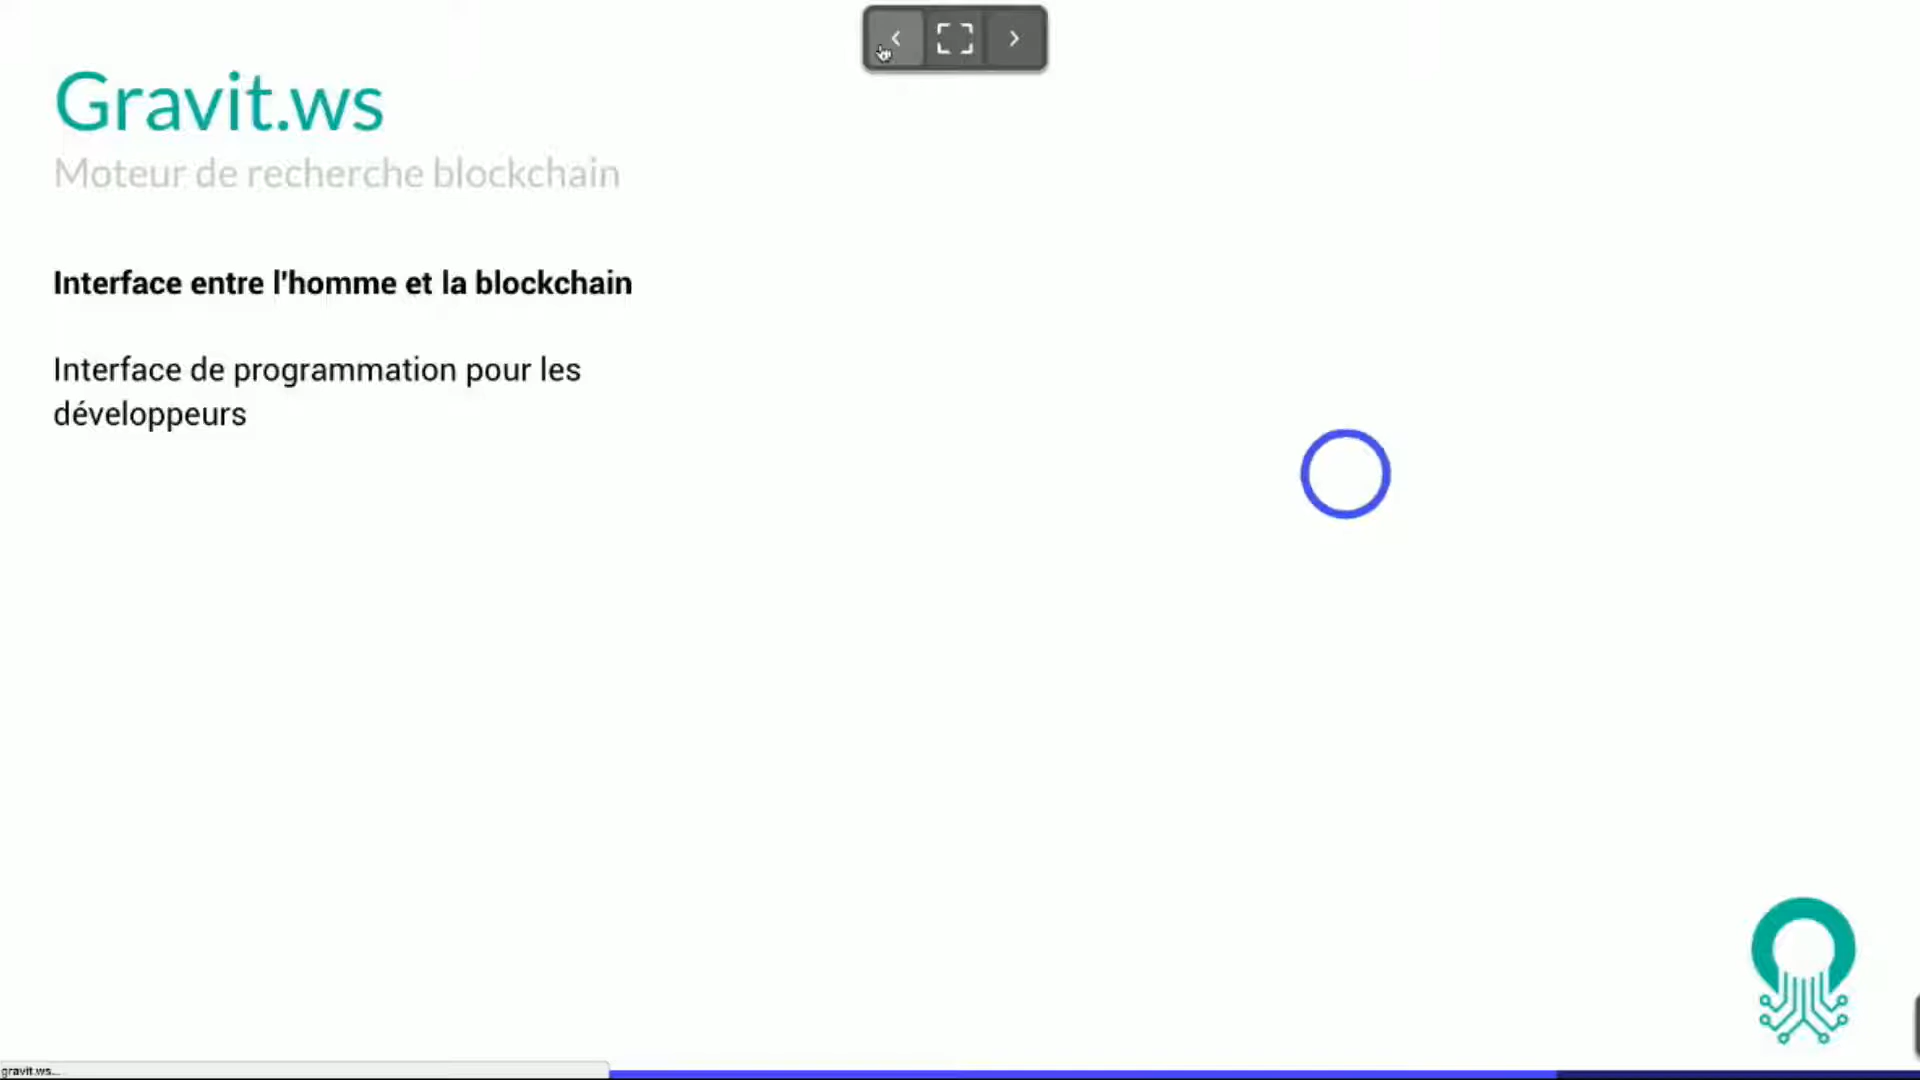 Gravit.ws
Moteur de recherche blockchain
Interface entre l'homme et la blockchain
Interface de programmation pour les
développeurs
gravit.ws...